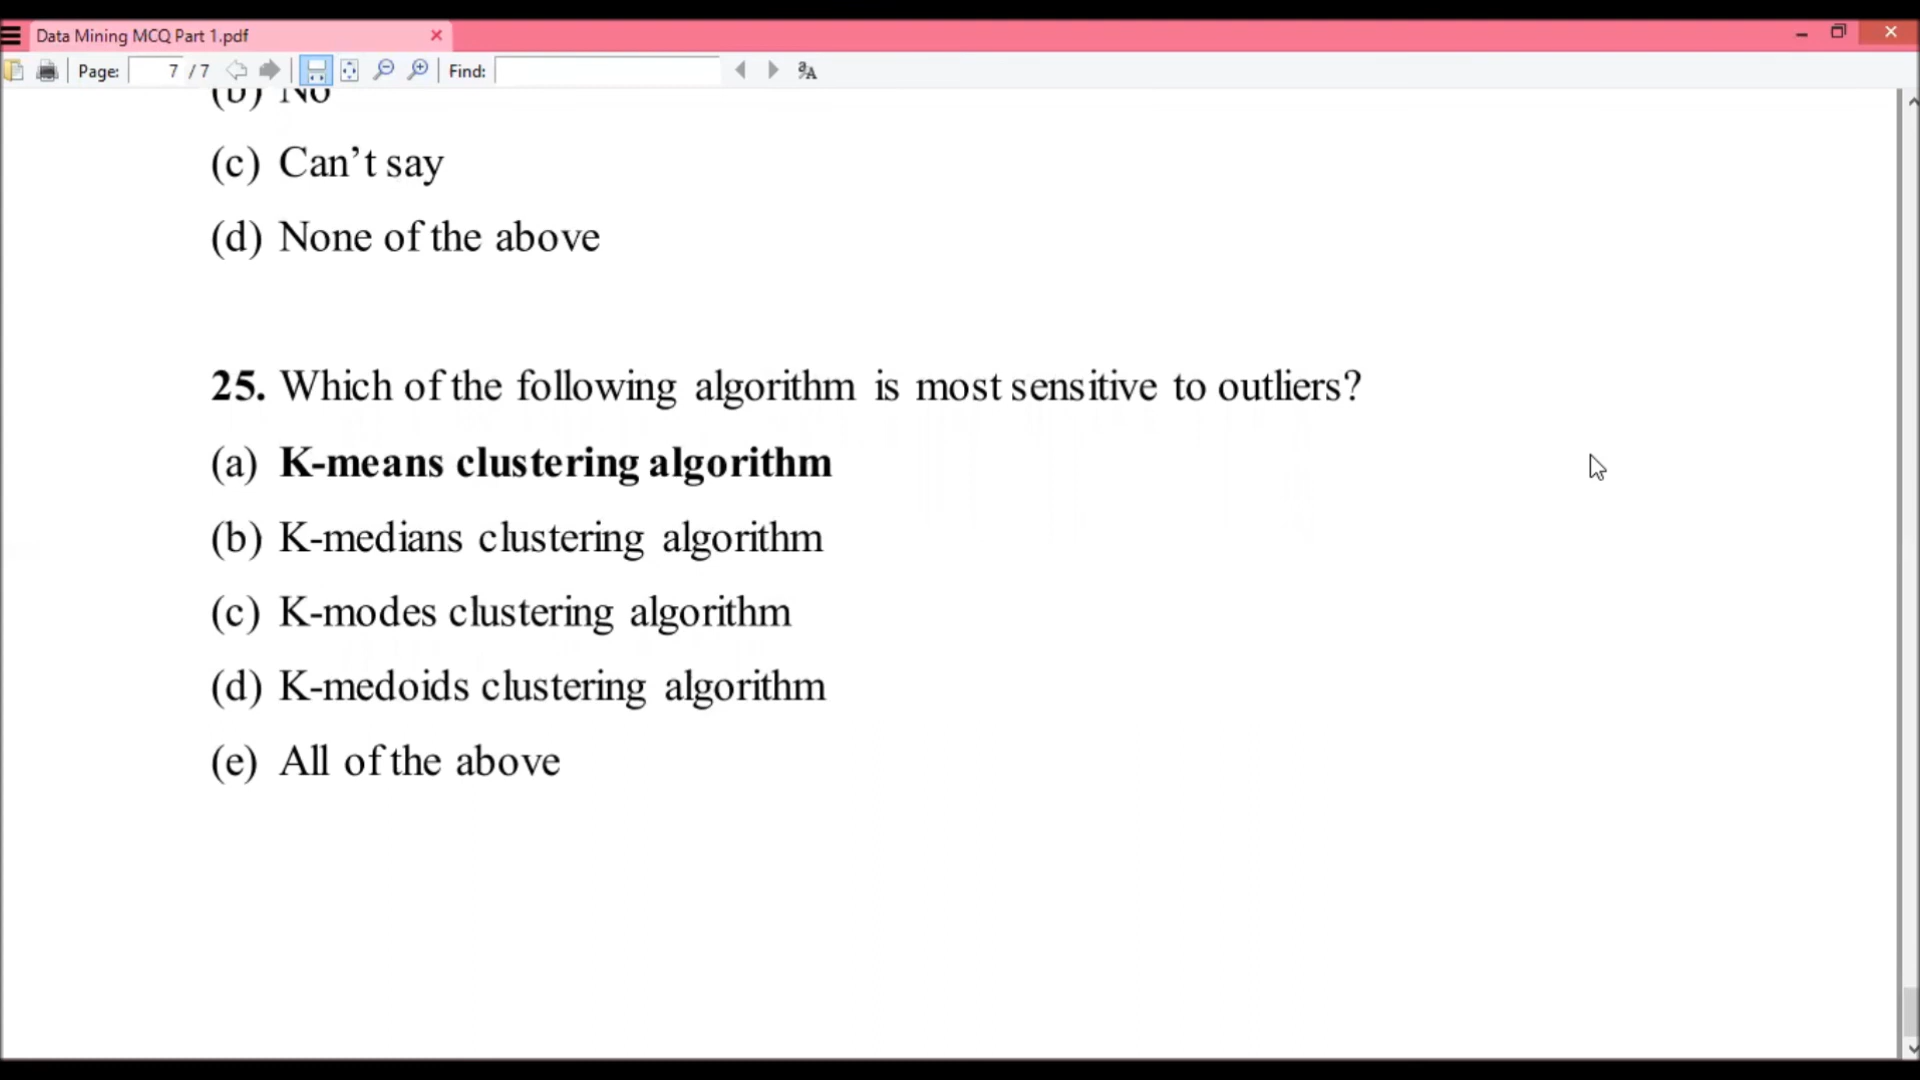 Data Mining MCQ Part 1.pdf
Page: 7 / 7 Find:
(b) No
(c) Can’t say
(d) None of the above
25. Which of the following algorithm is most sensitive to outliers?
(a) K-means clustering algorithm
(b) K-medians clustering algorithm
(c) K-modes clustering algorithm
(d) K-medoids clustering algorithm
(e) All of the above